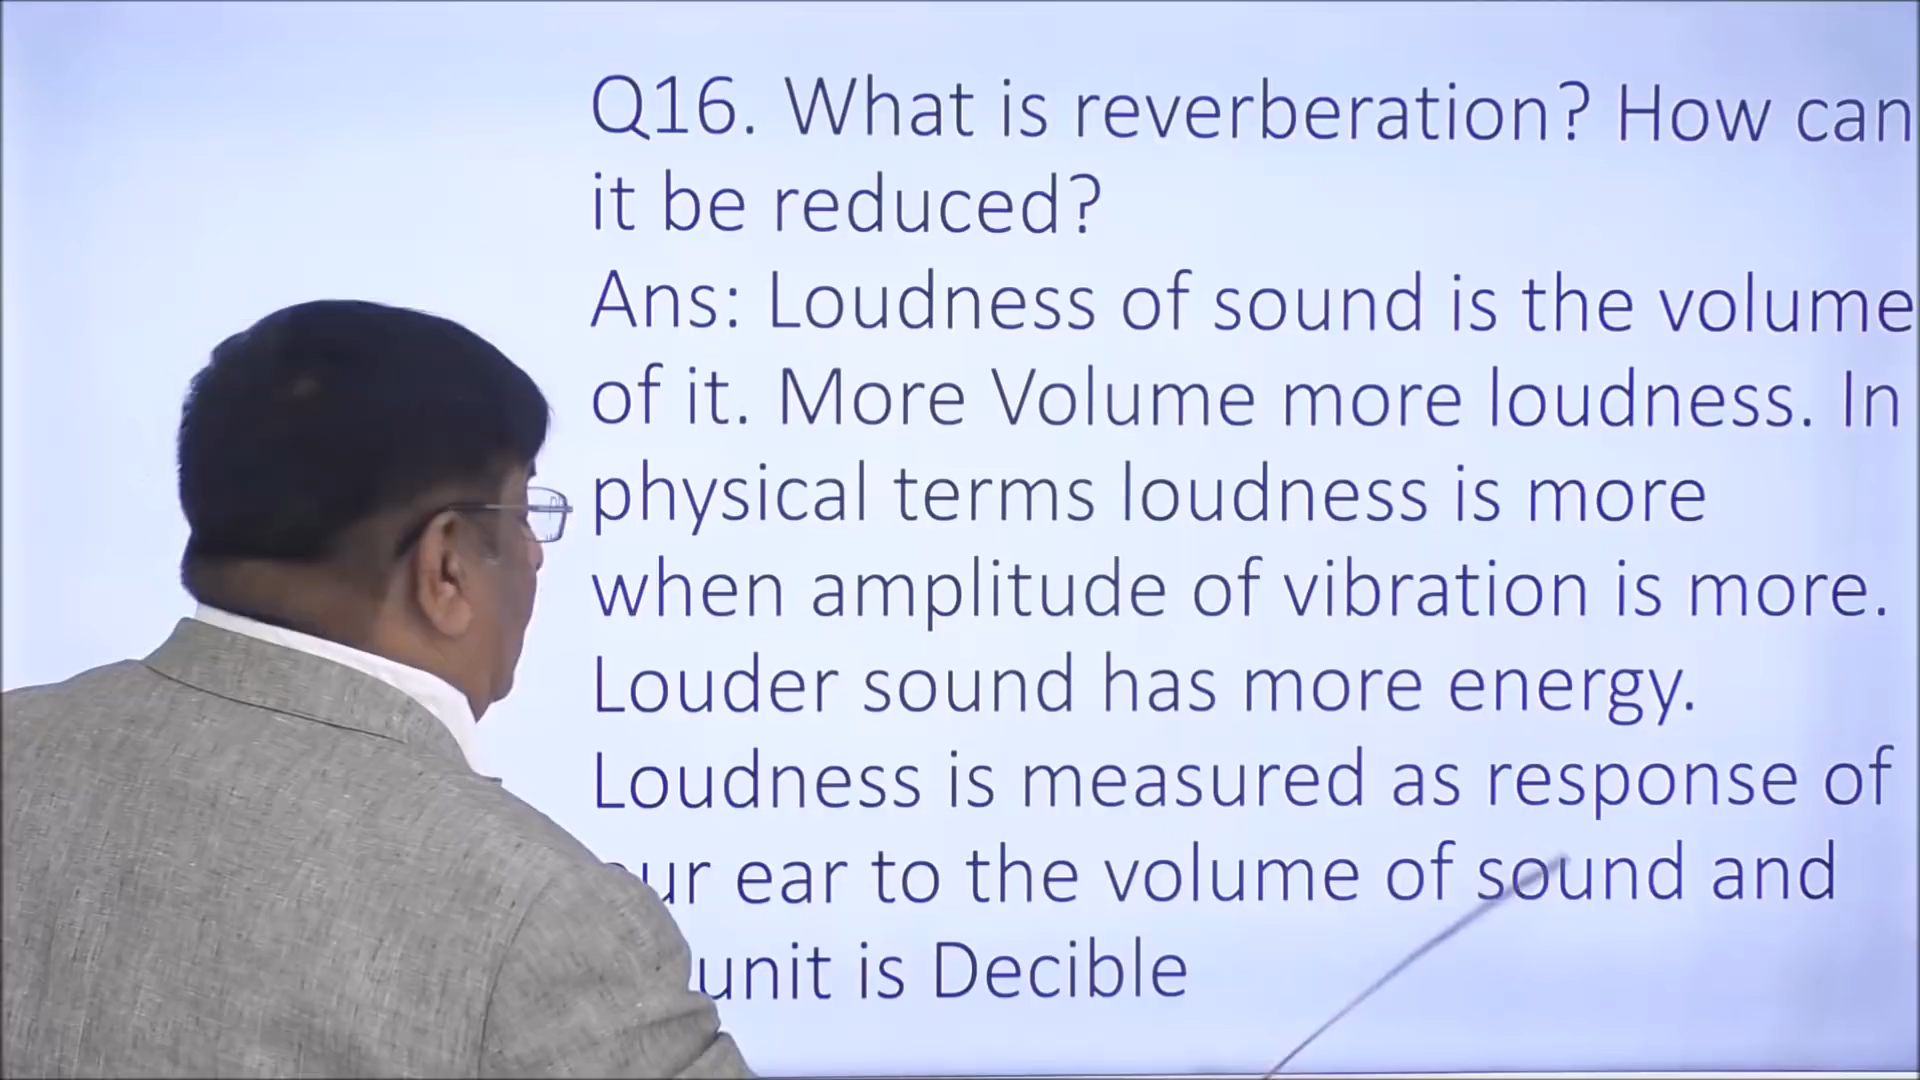 Q16. What is reverberation? How can
it be reduced?
Ans: Loudness of sound is the volume
of it. More Volume more loudness. In
physical terms loudness is more
when amplitude of vibration is more.
Louder sound has more energy.
Loudness is measured as response of
ear to the volume of sound and
unit is Decible